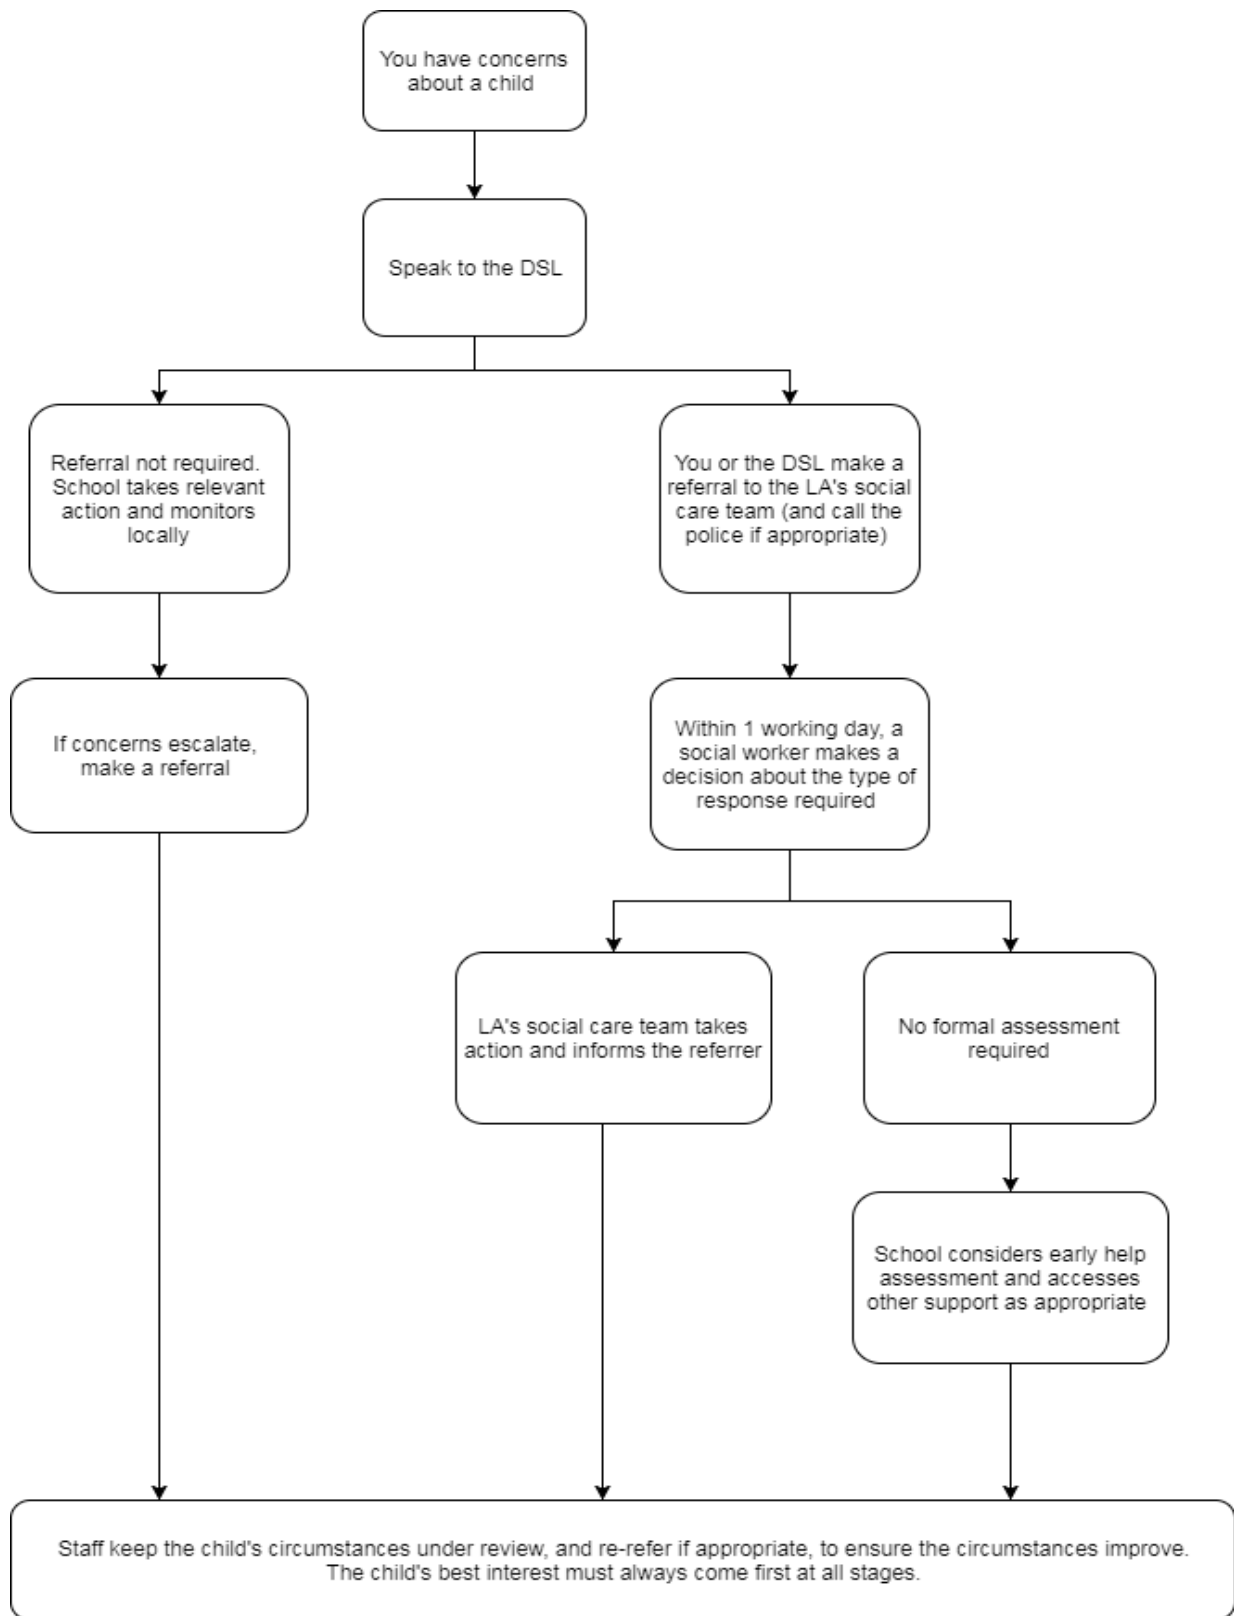 You have concerns
about a child
Speak to the DSL
Referral not required.
School takes relevant
action and monitors
locally
You or the DSL make a
referral to the LA's social
care team (and call the
police if appropriate)
If concerns escalate,
make a referral
Within 1 working day, a
social worker makes a
decision about the type of
response required
LA's social care team takes
action and informs the referrer
No formal assessment
required
School considers early help
assessment and accesses
other support as appropriate
Staff keep the child's circumstances under review, and re-refer if appropriate, to ensure the circumstances improve.
The child's best interest must always come first at all stages.